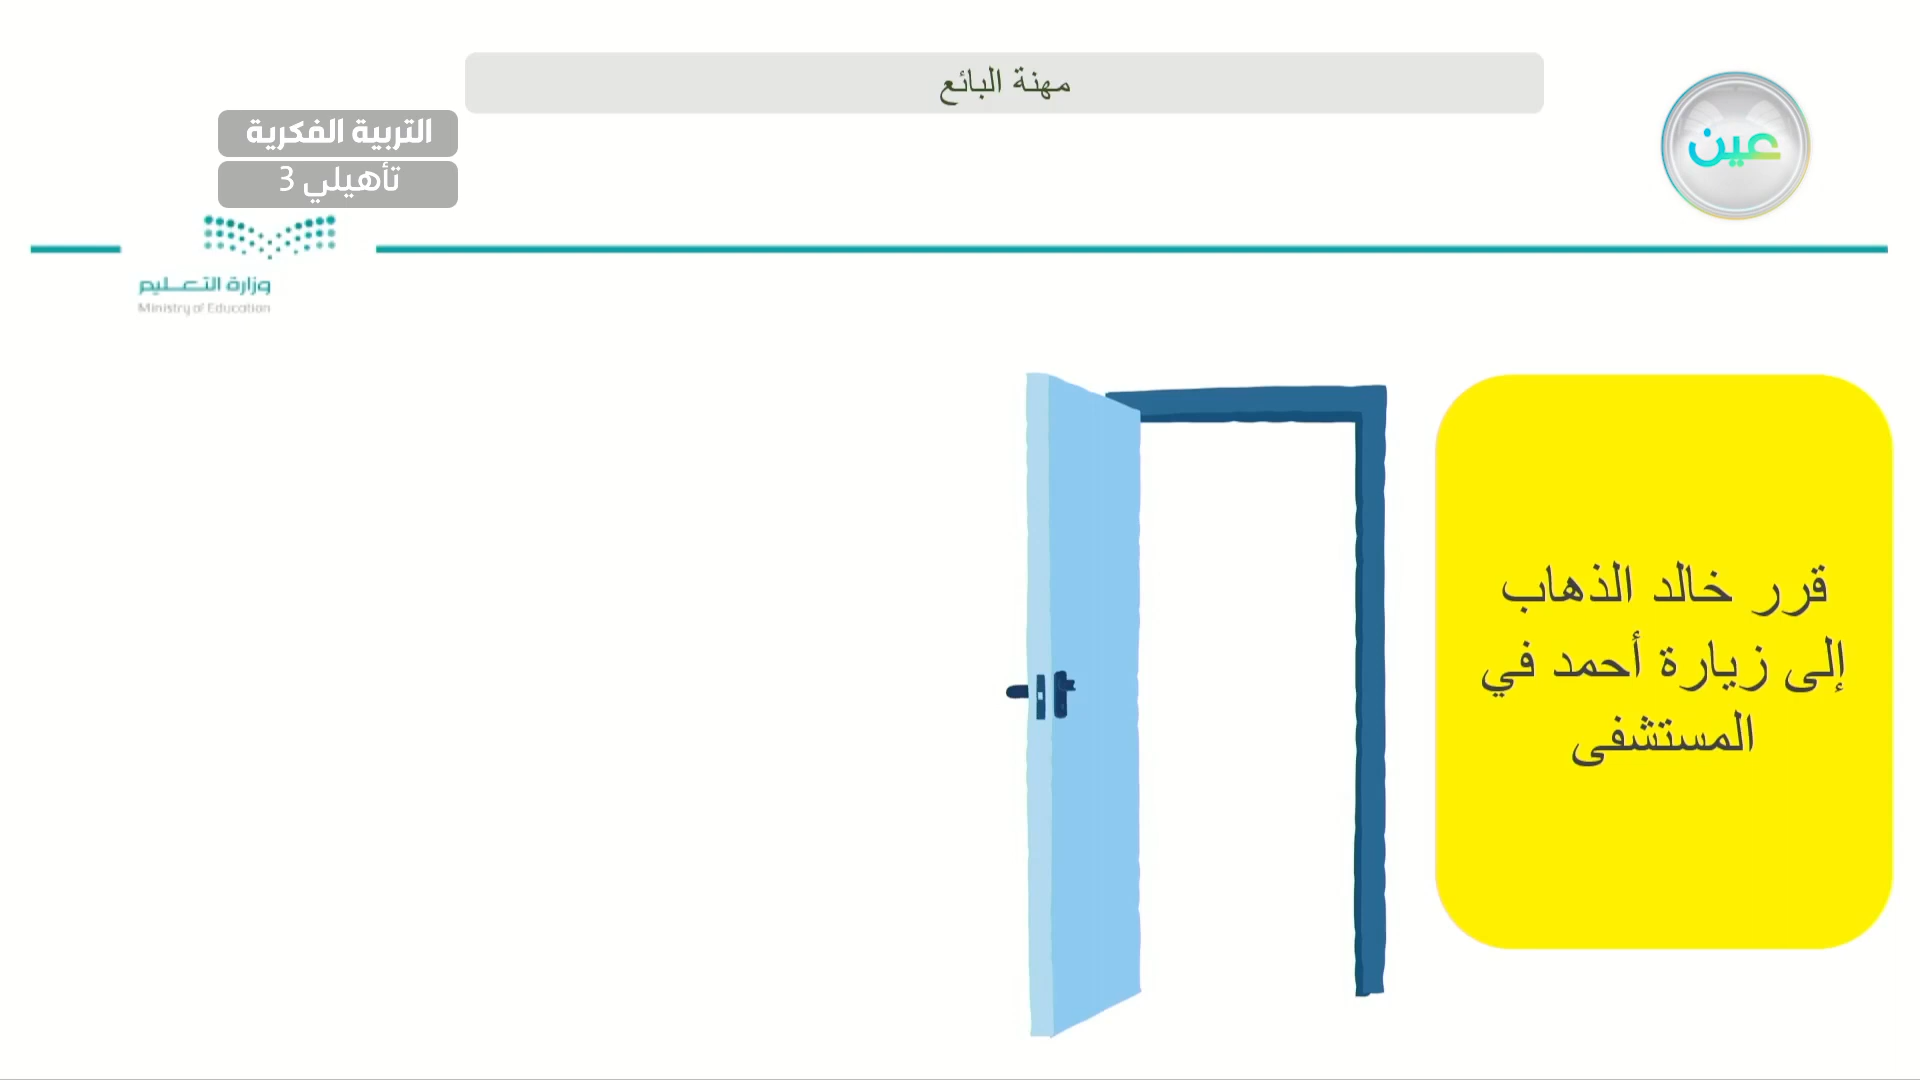 مهنة البائع
عين
التربية الفكرية
تأهيلي 3
وزارة التعليم
Ministry of Education
قرر خالد الذهاب
إلى زيارة أحمد في
المستشفى